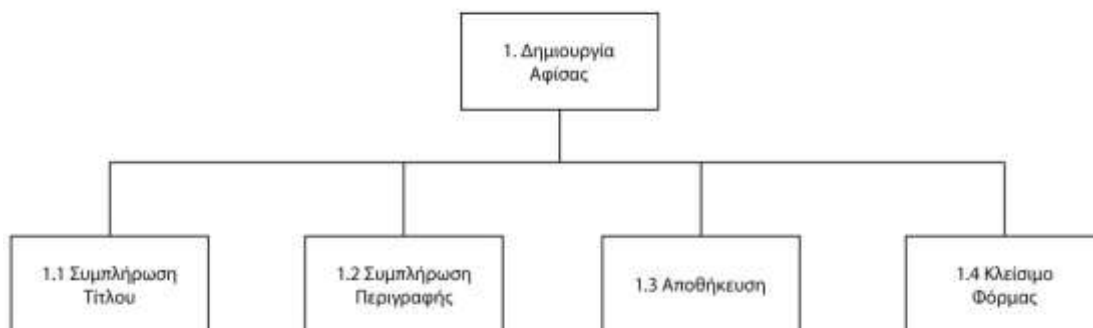 1. Δημιουργία
Αφίσας
1.1 Συμπλήρωση
Τίτλου
1.2 Συμπλήρωση
Περιγραφής
1.3 Αποθήκευση
1.4 Κλείσιμο
Φόρμας